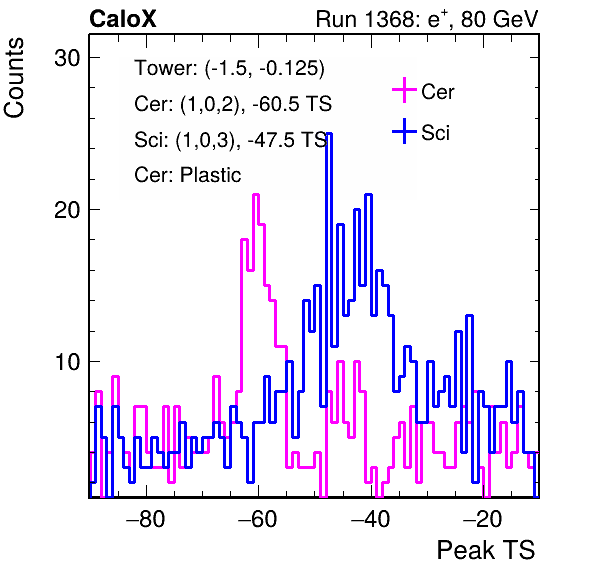 CaloX Run 1368: e⁺, 80 GeV
Counts
30
20
10
Tower: (-1.5, -0.125)
Cer: (1,0,2), -60.5 TS
Sci: (1,0,3), -47.5 TS
Cer: Plastic
Cer
Sci
−80 −60 −40 −20
Peak TS